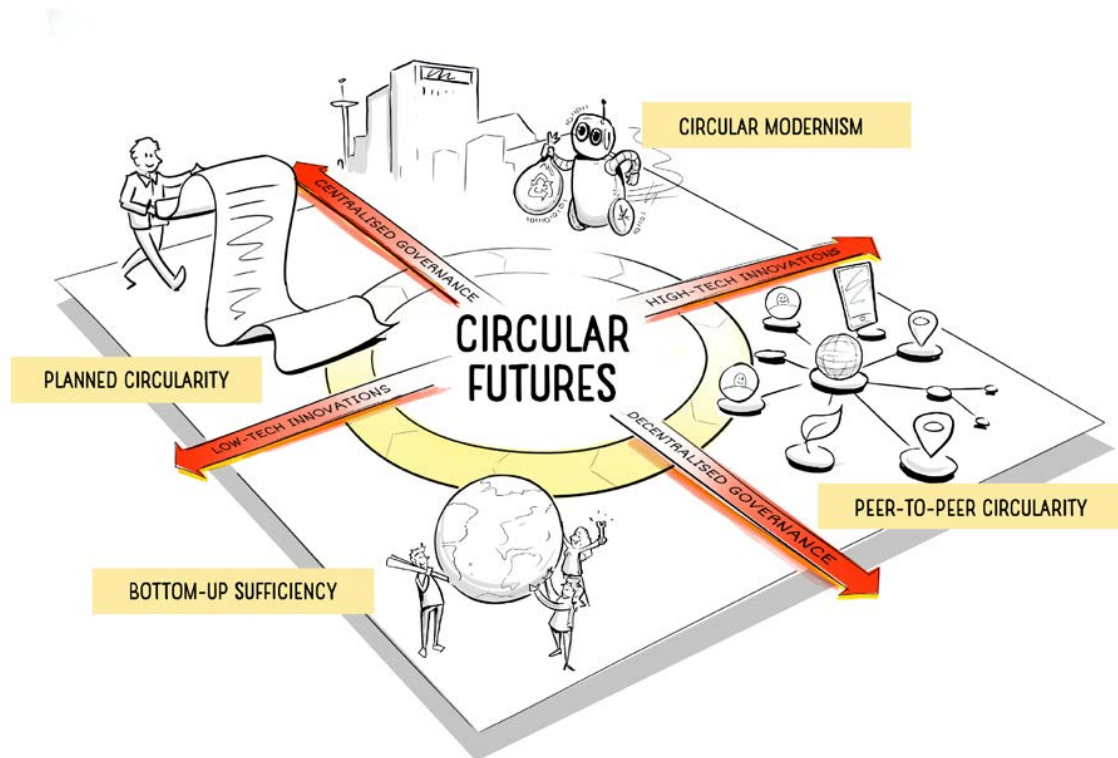 CIRCULAR MODERNISM
CENTRALISED GOVERNANCE
HIGH-TECH INNOVATIONS
CIRCULAR
FUTURES
PLANNED CIRCULARITY
LOW-TECH INNOVATIONS
DECENTRALISED GOVERNANCE
PEER-TO-PEER CIRCULARITY
BOTTOM-UP SUFFICIENCY